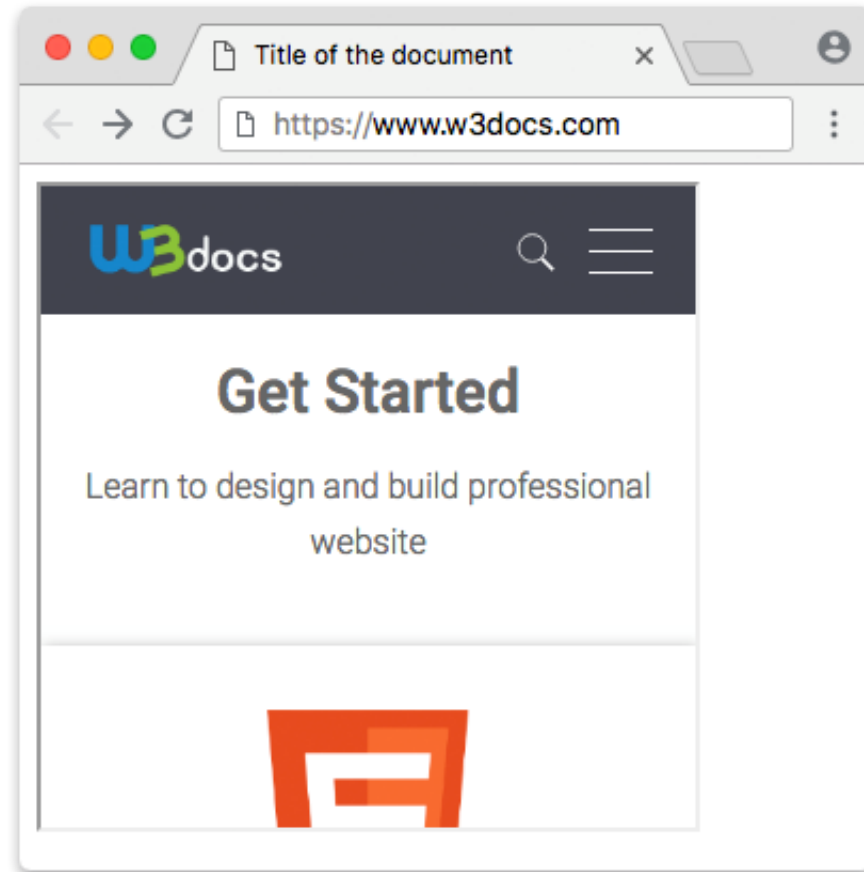 Title of the document
https://www.w3docs.com
W3docs
Get Started
Learn to design and build professional
website